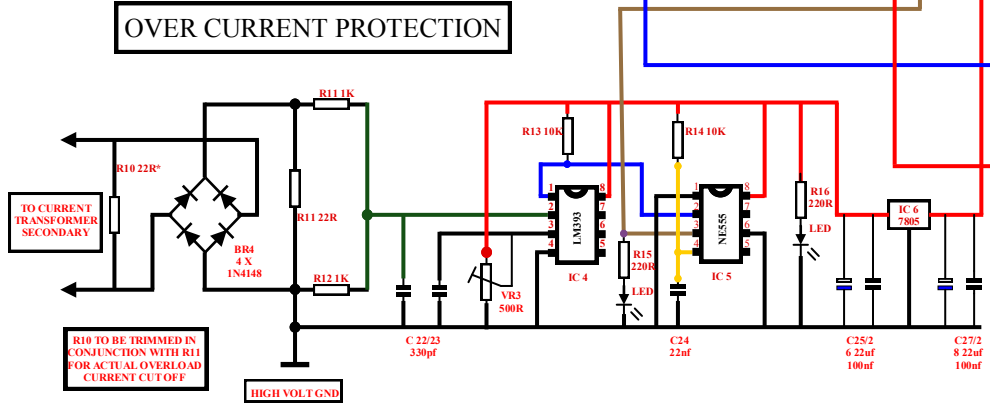 OVER CURRENT PROTECTION
R11 1K
R13 10K
R14 10K
R10 22R*
TO CURRENT
TRANSFORMER
SECONDARY
R11 22R
BR4
4 X
1N4148
R12 1K
1
2
3
4
8
7
6
5
LM393
IC 4
1
2
3
4
8
7
6
5
NE555
IC 5
R16
220R
LED
IC 6
7805
R15
220R
LED
VR3
500R
R10 TO BE TRIMMED IN
CONJUNCTION WITH R11
FOR ACTUAL OVERLOAD
CURRENT CUT OFF
HIGH VOLT GND
C 22/23
330pf
C24
22nf
C25/2
6 22uf
100nf
C27/2
8 22uf
100nf